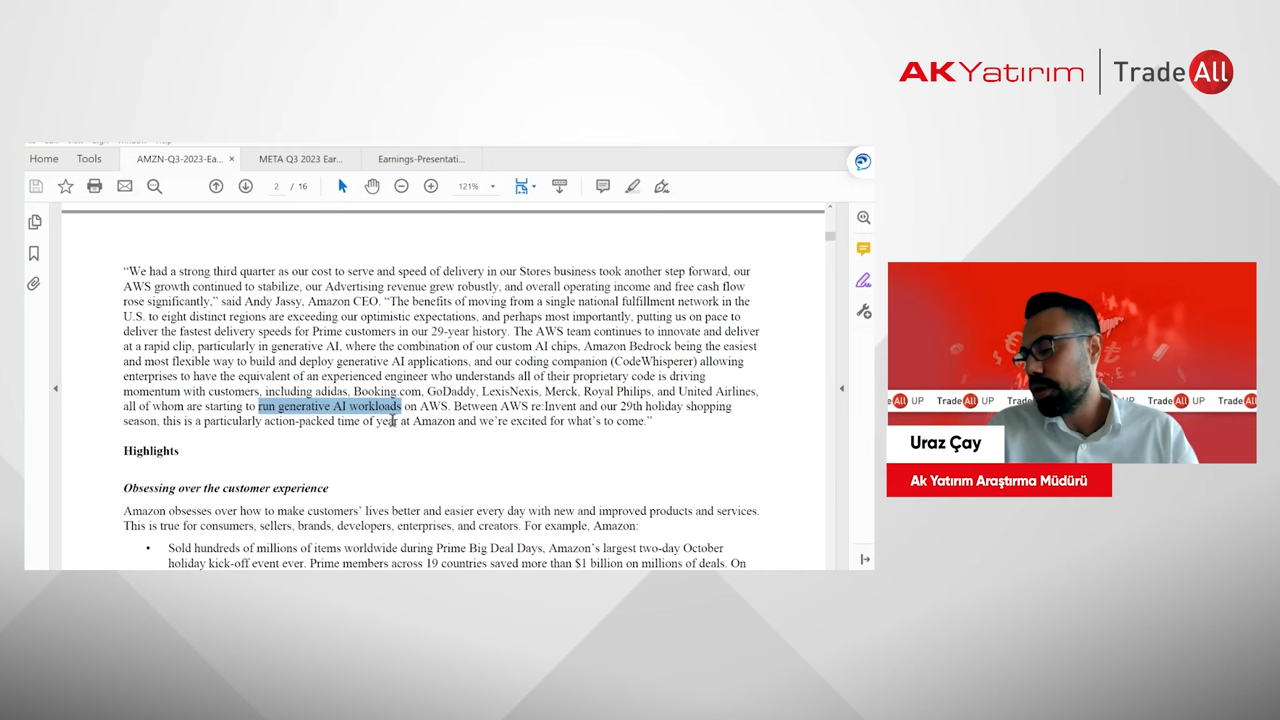 AKYatırım TradeAll
Home Tools AMZN-Q3-2023-Ea... × META Q3 2023 Ear... Earnings-Presentati...
2 / 16 121%
“We had a strong third quarter as our cost to serve and speed of delivery in our Stores business took another step forward, our
AWS growth continued to stabilize, our Advertising revenue grew robustly, and overall operating income and free cash flow
rose significantly,” said Andy Jassy, Amazon CEO. “The benefits of moving from a single national fulfillment network in the
U.S. to eight distinct regions are exceeding our optimistic expectations, and perhaps most importantly, putting us on pace to
deliver the fastest delivery speeds for Prime customers in our 29-year history. The AWS team continues to innovate and deliver
at a rapid clip, particularly in generative AI, where the combination of our custom AI chips, Amazon Bedrock being the easiest
and most flexible way to build and deploy generative AI applications, and our coding companion (CodeWhisperer) allowing
enterprises to have the equivalent of an experienced engineer who understands all of their proprietary code is driving
momentum with customers, including adidas, Booking.com, GoDaddy, LexisNexis, Merck, Royal Philips, and United Airlines,
all of whom are starting to run generative AI workloads on AWS. Between AWS re:Invent and our 29th holiday shopping
season, this is a particularly action-packed time of year at Amazon and we’re excited for what’s to come.”
Highlights
Obsessing over the customer experience
Amazon obsesses over how to make customers’ lives better and easier every day with new and improved products and services.
This is true for consumers, sellers, brands, developers, enterprises, and creators. For example, Amazon:
• Sold hundreds of millions of items worldwide during Prime Big Deal Days, Amazon’s largest two-day October
holiday kick-off event ever. Prime members across 19 countries saved more than $1 billion on millions of deals. On
All UP TradeAll UP TradeAll UP TradeAll UP TradeAll
Uraz Çay
Ak Yatırım Araştırma Müdürü